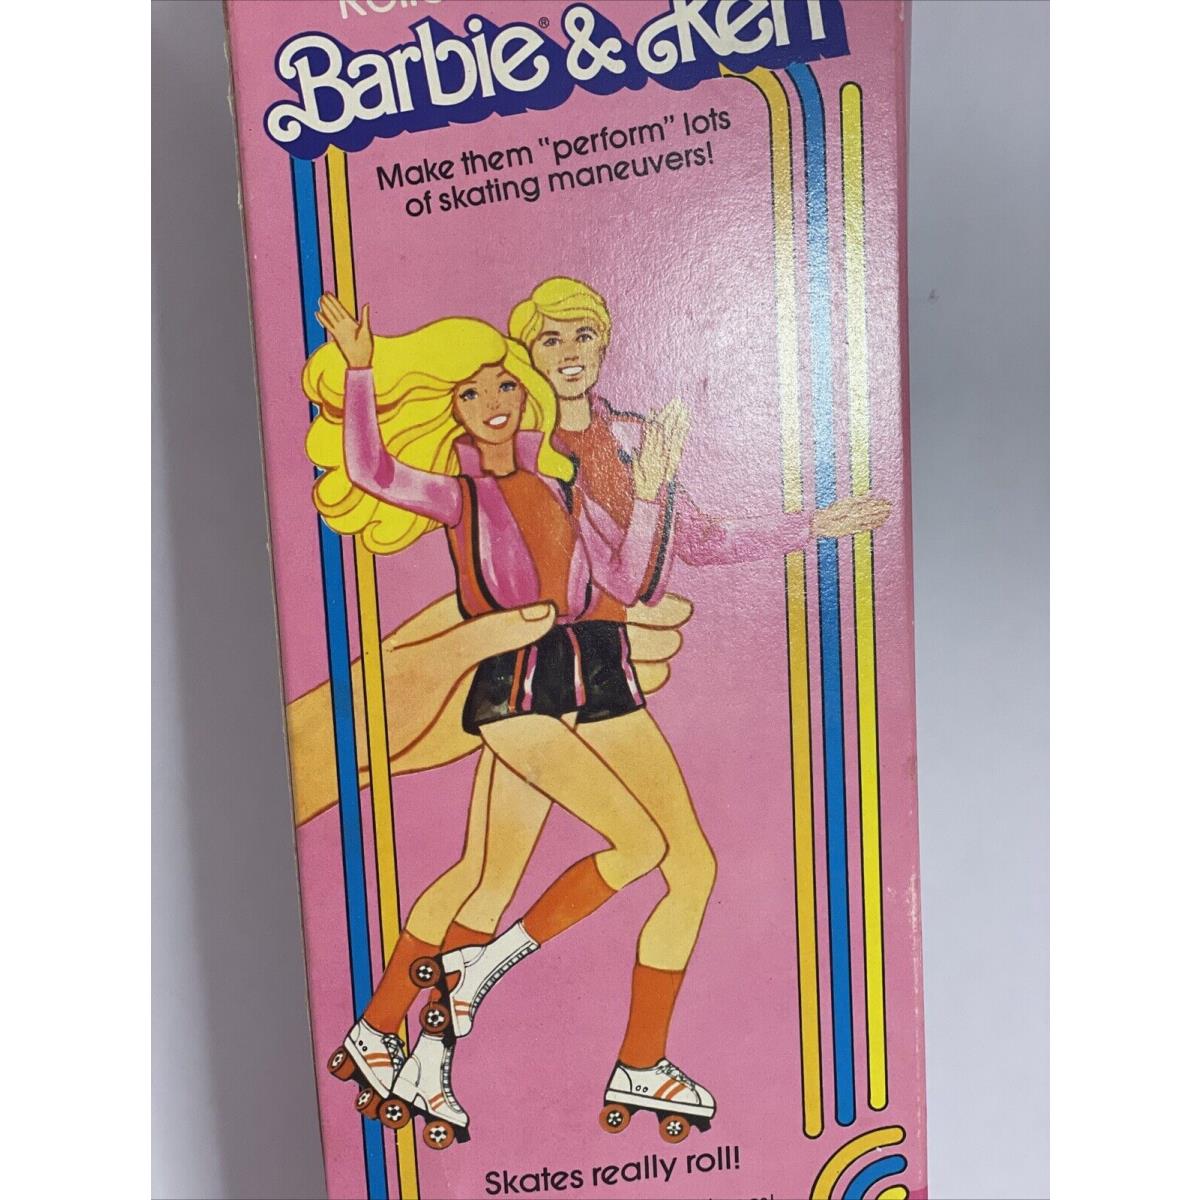 Barbie® & Ken
Make them "perform" lots
of skating maneuvers!
Skates really roll!